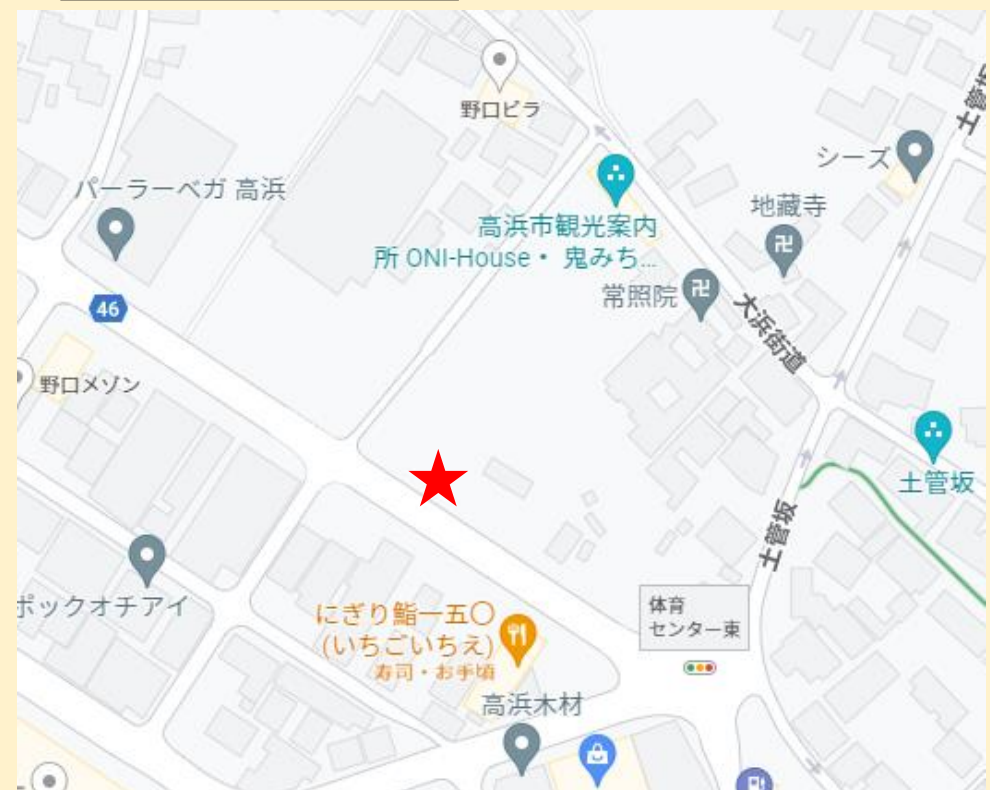 野口ビラ
土管坂
シーズ
パーラーベガ 高浜
地蔵寺
高浜市観光案内
所 ONI-House・ 鬼みち...
常照院
46
大浜街道
野口メゾン
土管坂
土管坂
ポックオチアイ
にぎり鮨一五〇
(いちごいちえ)
寿司・お手頃
体育
センター東
高浜木材